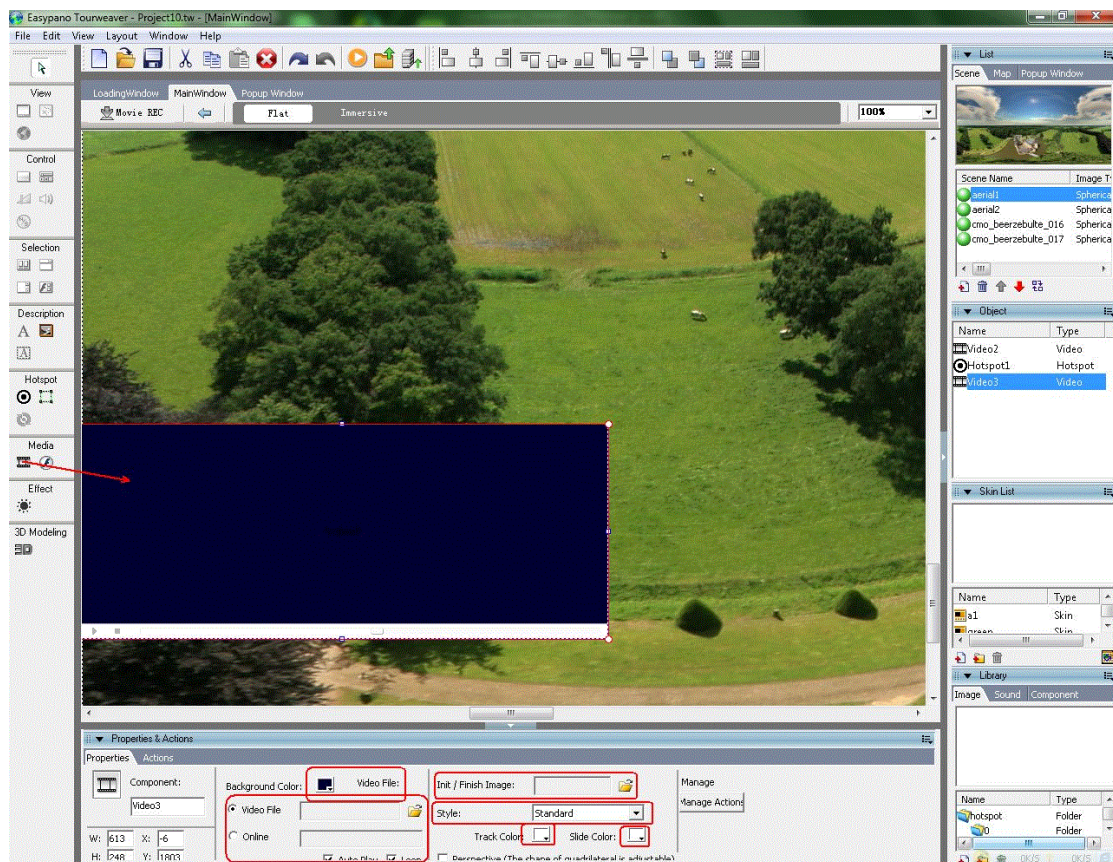 Easypano Tourweaver - Project10.tw - [MainWindow]
File Edit View Layout Window Help
View
Control
Selection
Description
Hotspot
Media
Effect
3D Modeling
3D
LoadingWindow MainWindow Popup Window
Movie REC Flat Immersive 100%
List
Scene Map Popup Window
Scene Name Image T
aerial1 Spherica
aerial2 Spherica
cmo_beerzebulte_016 Spherica
cmo_beerzebulte_017 Spherica
Object
Name Type
Video2 Video
Hotspot1 Hotspot
Video3 Video
Skin List
Name Type
a1 Skin
green Skin
Library
Image Sound Component
Name Type
hotspot Folder
0 Folder
0K/S 0K/S
Properties & Actions
Properties Actions
Component:
Video3
W: 613 X: -6
H: 248 Y: 1803
Background Color: Video File:
Video File
Online
Auto Play Loop
Init / Finish Image:
Style: Standard
Track Color: Slide Color:
Perspective (The shape of quadrilateral is adjustable)
Manage
Manage Actions